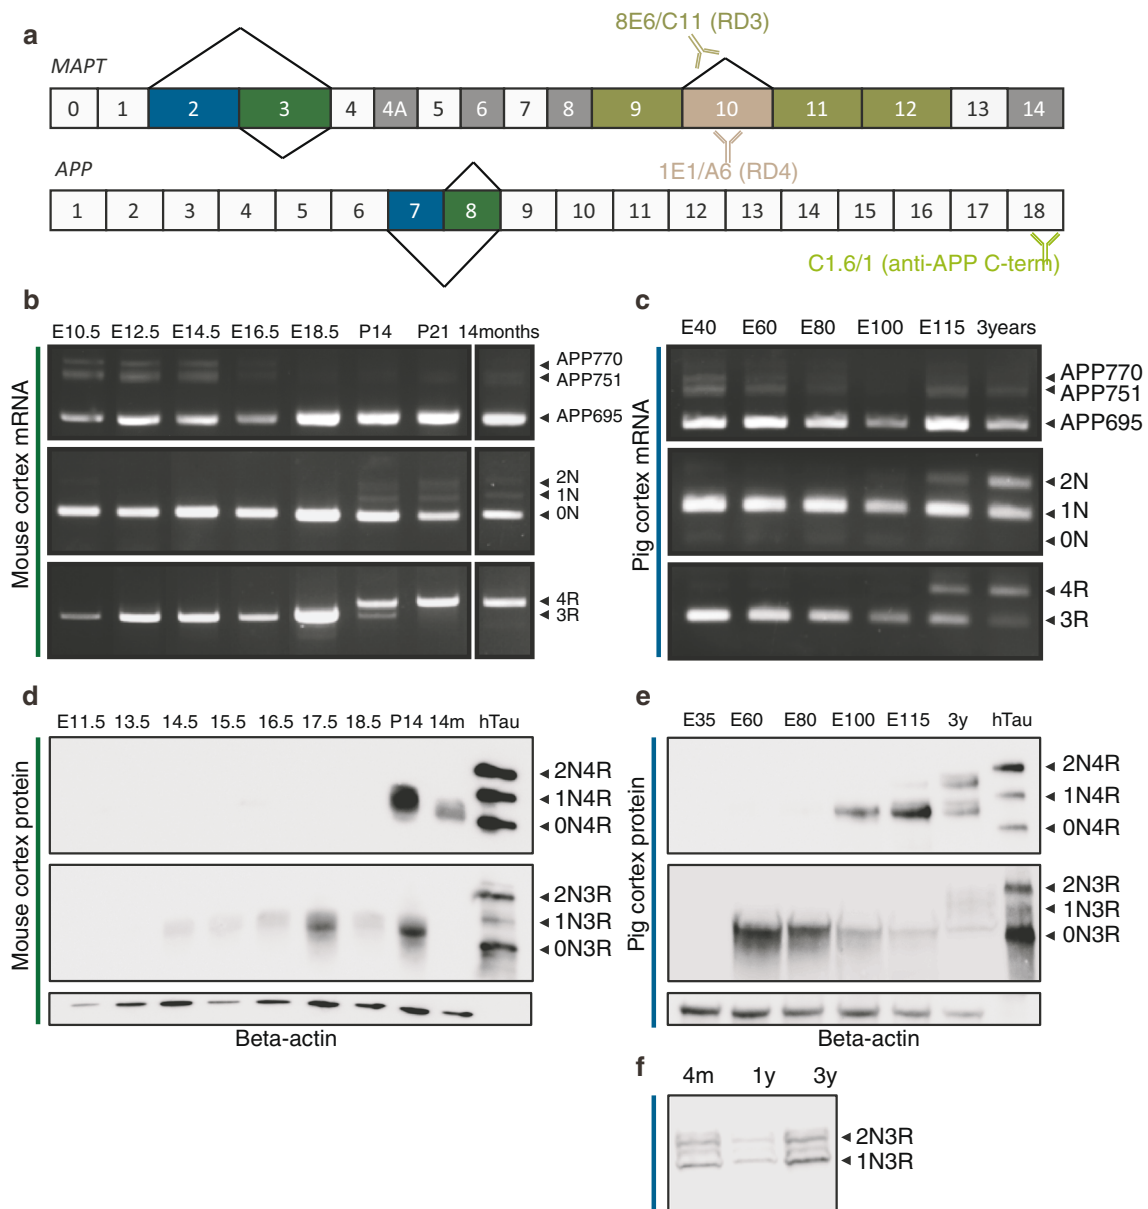 a
8E6/C11 (RD3)
MAPT
0 1 2 3 4 4A 5 6 7 8 9 10 11 12 13 14
1E1/A6 (RD4)
APP
1 2 3 4 5 6 7 8 9 10 11 12 13 14 15 16 17 18
C1.6/1 (anti-APP C-term)
b
E10.5 E12.5 E14.5 E16.5 E18.5 P14 P21 14months
APP770
APP751
APP695
2N
1N
0N
4R
3R
Mouse cortex mRNA
c
E40 E60 E80 E100 E115 3years
APP770
APP751
APP695
2N
1N
0N
4R
3R
Pig cortex mRNA
d
E11.5 13.5 14.5 15.5 16.5 17.5 18.5 P14 14m hTau
2N4R
1N4R
0N4R
2N3R
1N3R
0N3R
Mouse cortex protein
Beta-actin
e
E35 E60 E80 E100 E115 3y hTau
2N4R
1N4R
0N4R
2N3R
1N3R
0N3R
Pig cortex protein
Beta-actin
f
4m 1y 3y
2N3R
1N3R